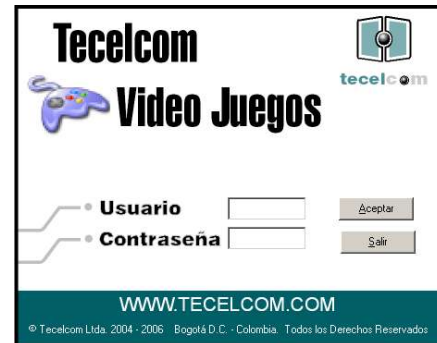 Tecelcom
Video Juegos
tecelcom
Usuario
Aceptar
Contraseña
Salir
WWW.TECELCOM.COM
© Tecelcom Ltda. 2004 - 2006 Bogotá D.C. - Colombia. Todos los Derechos Reservados